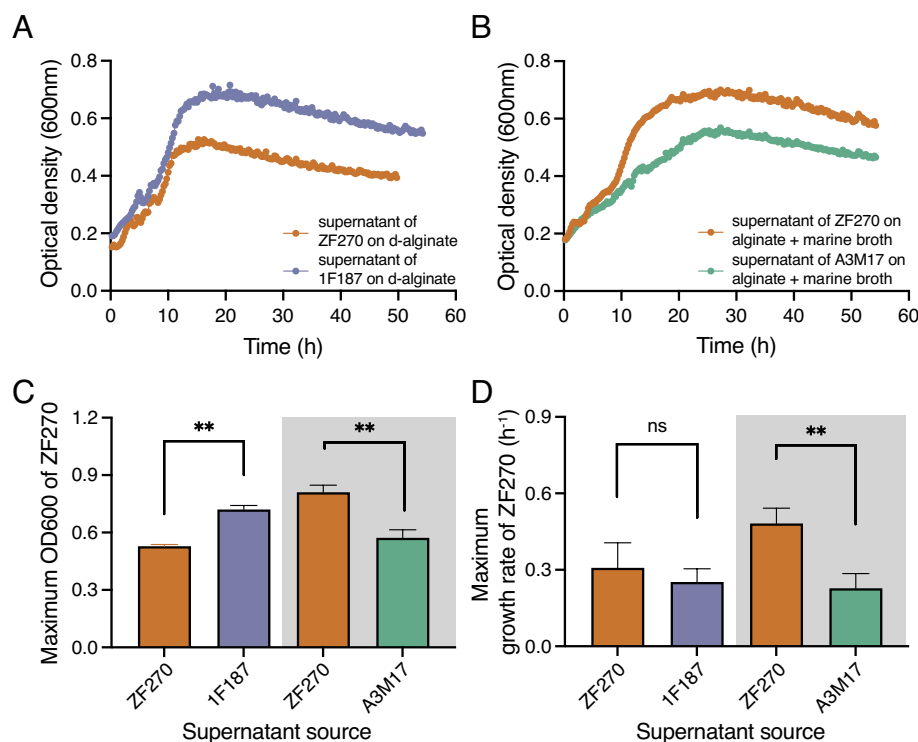 A
Optical density (600nm)
0.8
0.6
0.4
0.2
0.0
0
10
20
30
40
50
60
Time (h)
supernatant of
ZF270 on d-alginate
supernatant of
1F187 on d-alginate
B
Optical density (600nm)
0.8
0.6
0.4
0.2
0.0
0
10
20
30
40
50
60
Time (h)
supernatant of ZF270 on
alginate + marine broth
supernatant of A3M17 on
alginate + marine broth
C
Maximum OD600 of ZF270
1.2
0.9
0.6
0.3
0.0
**
**
ZF270
1F187
ZF270
A3M17
Supernatant source
D
Maximum
growth rate of ZF270 (h-1)
0.9
0.6
0.3
0.0
ns
**
ZF270
1F187
ZF270
A3M17
Supernatant source